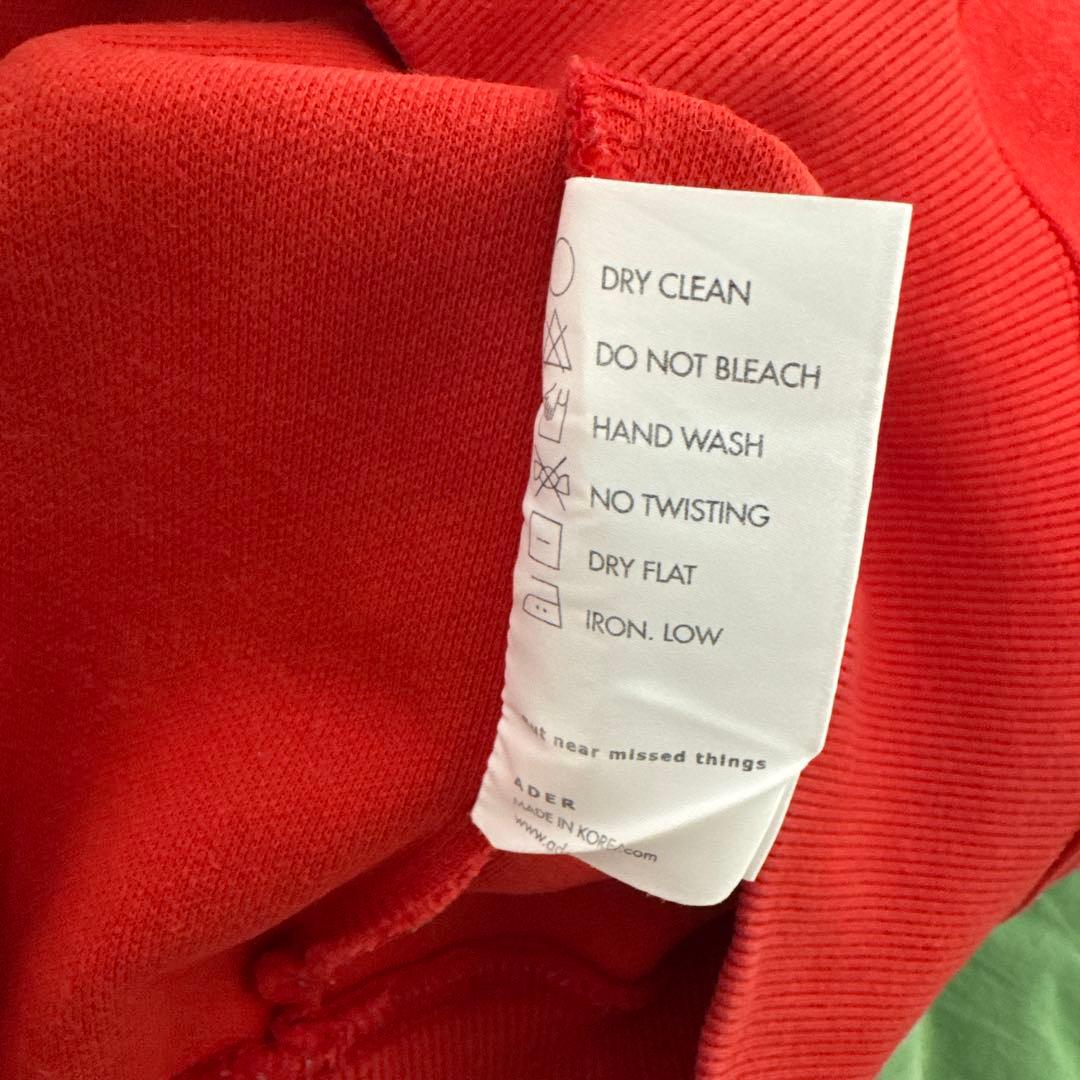 DRY CLEAN
DO NOT BLEACH
HAND WASH
NO TWISTING
DRY FLAT
IRON. LOW
near missed things
ADER
MADE IN KOREA
.com